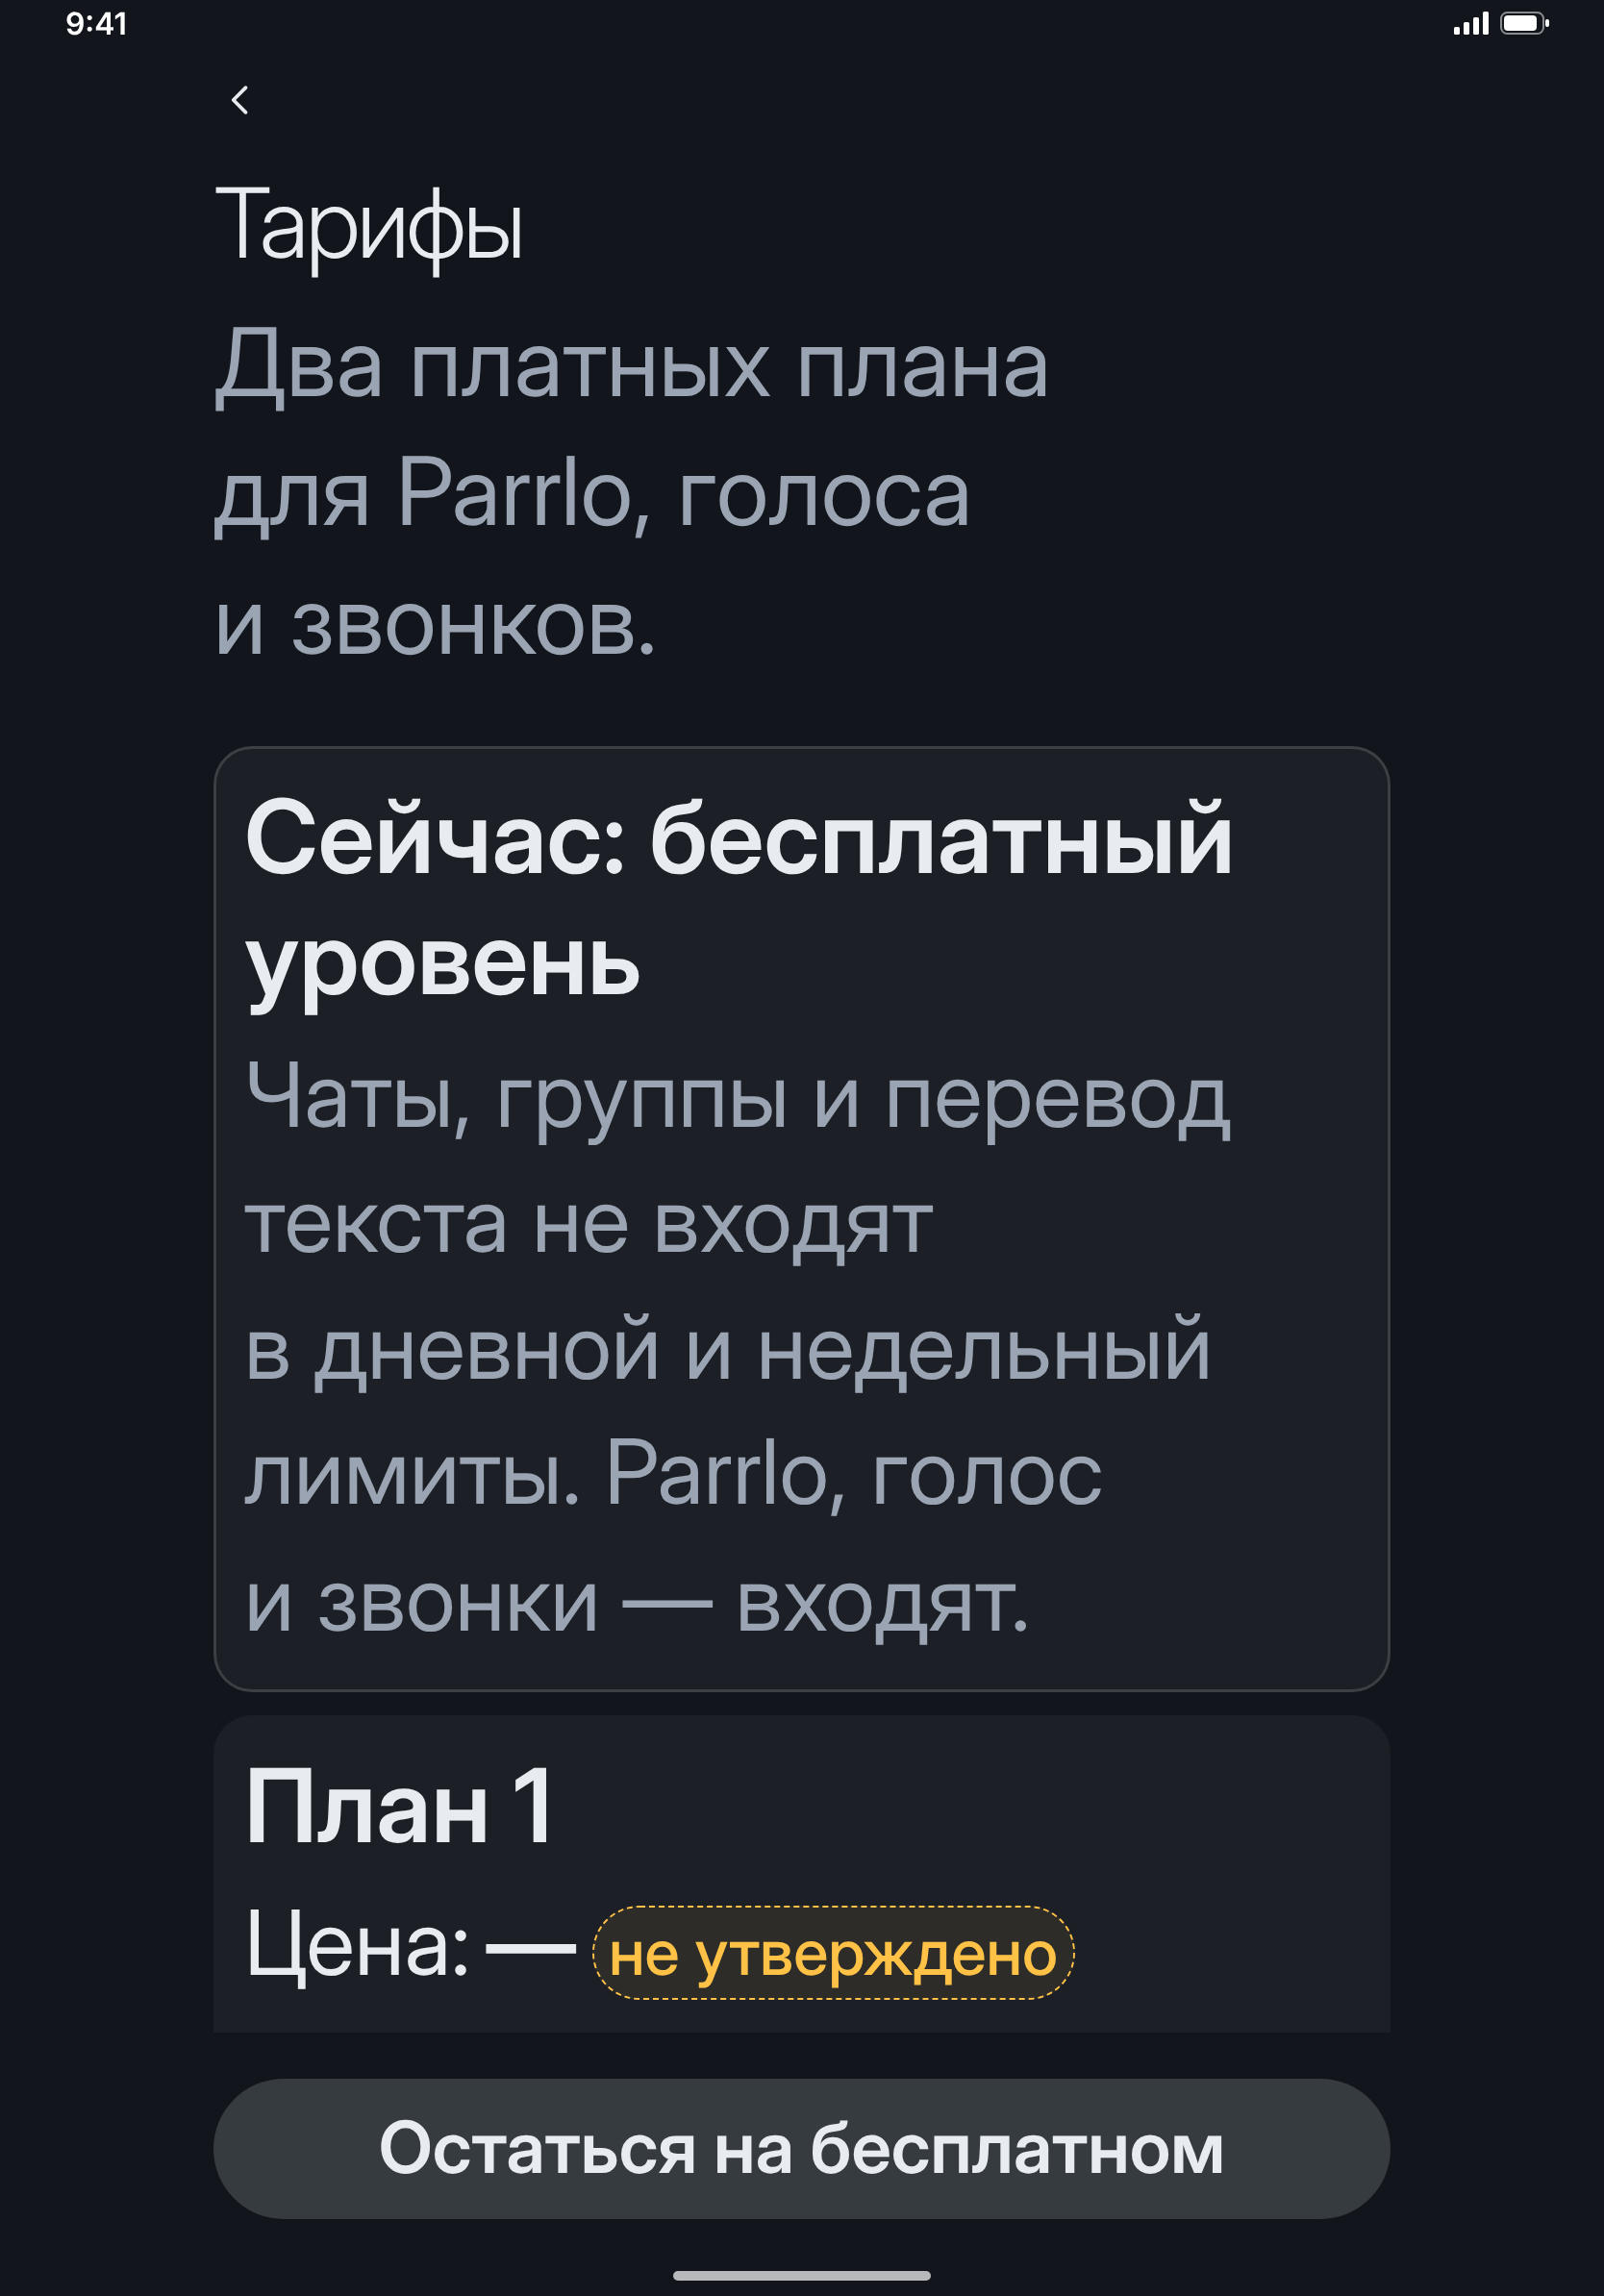 9:41
Тарифы
Два платных плана
для Parrlo, голоса
и звонков.
Сейчас: бесплатный
уровень
Чаты, группы и перевод
текста не входят
в дневной и недельный
лимиты. Parrlo, голос
и звонки — входят.
План 1
Цена: — не утверждено
Остаться на бесплатном